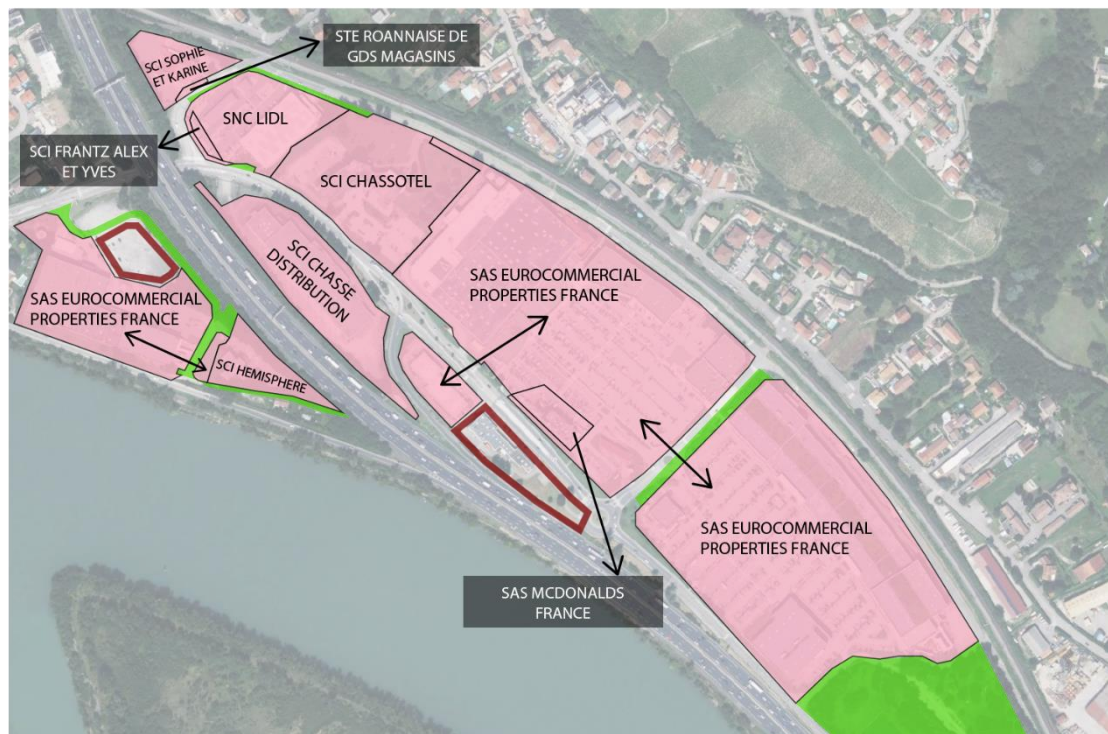 STE ROANNAISE DE
GDS MAGASINS
SCI SOPHIE
ET KARINE
SNC LIDL
SCI FRANTZ ALEX
ET YVES
SCI CHASSOTEL
SCI CHASSE
DISTRIBUTION
SAS EUROCOMMERCIAL
PROPERTIES FRANCE
SAS EUROCOMMERCIAL
PROPERTIES FRANCE
SCI HEMISPHERE
SAS EUROCOMMERCIAL
PROPERTIES FRANCE
SAS MCDONALDS
FRANCE